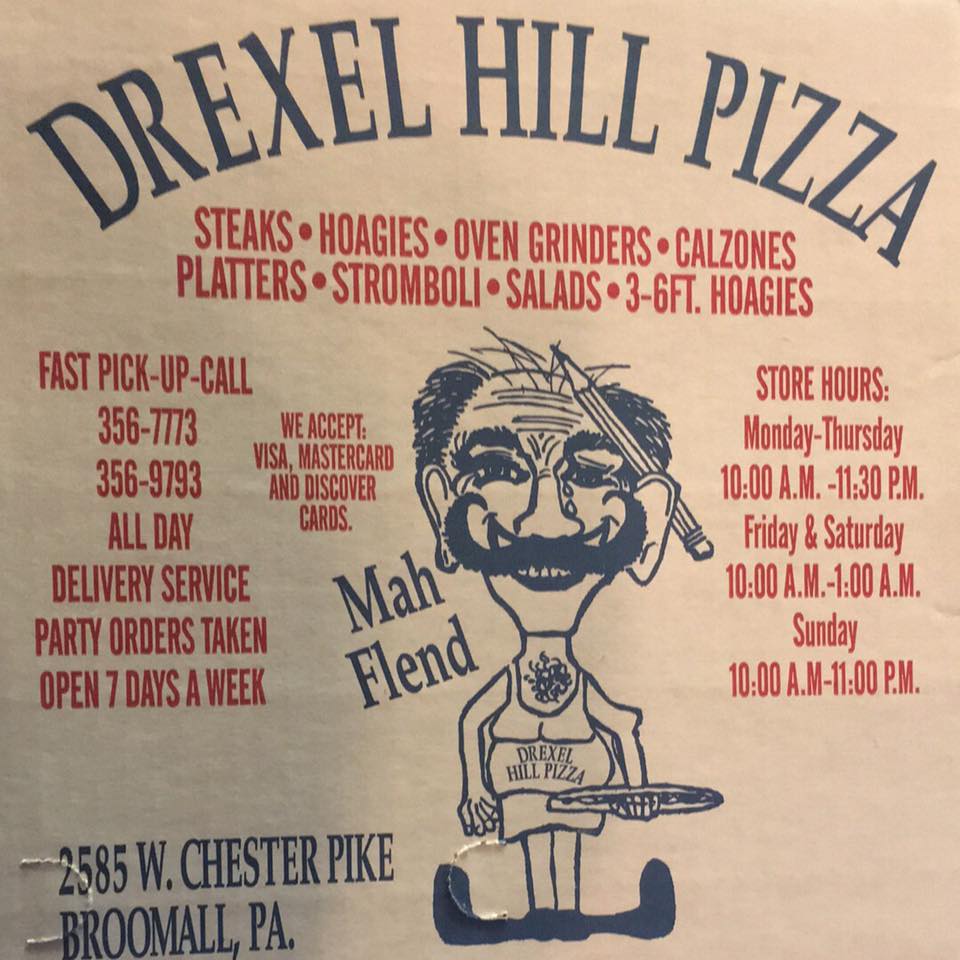 DREXEL HILL PIZZA
STEAKS • HOAGIES • OVEN GRINDERS • CALZONES
PLATTERS • STROMBOLI • SALADS • 3-6FT. HOAGIES
FAST PICK-UP-CALL
356-7773
356-9793
ALL DAY
DELIVERY SERVICE
PARTY ORDERS TAKEN
OPEN 7 DAYS A WEEK
WE ACCEPT:
VISA, MASTERCARD
AND DISCOVER
CARDS.
Mah
Flend
DREXEL
HILL PIZZA
STORE HOURS:
Monday-Thursday
10:00 A.M. -11:30 P.M.
Friday & Saturday
10:00 A.M.-1:00 A.M.
Sunday
10:00 A.M-11:00 P.M.
2585 W. CHESTER PIKE
BROOMALL, PA.